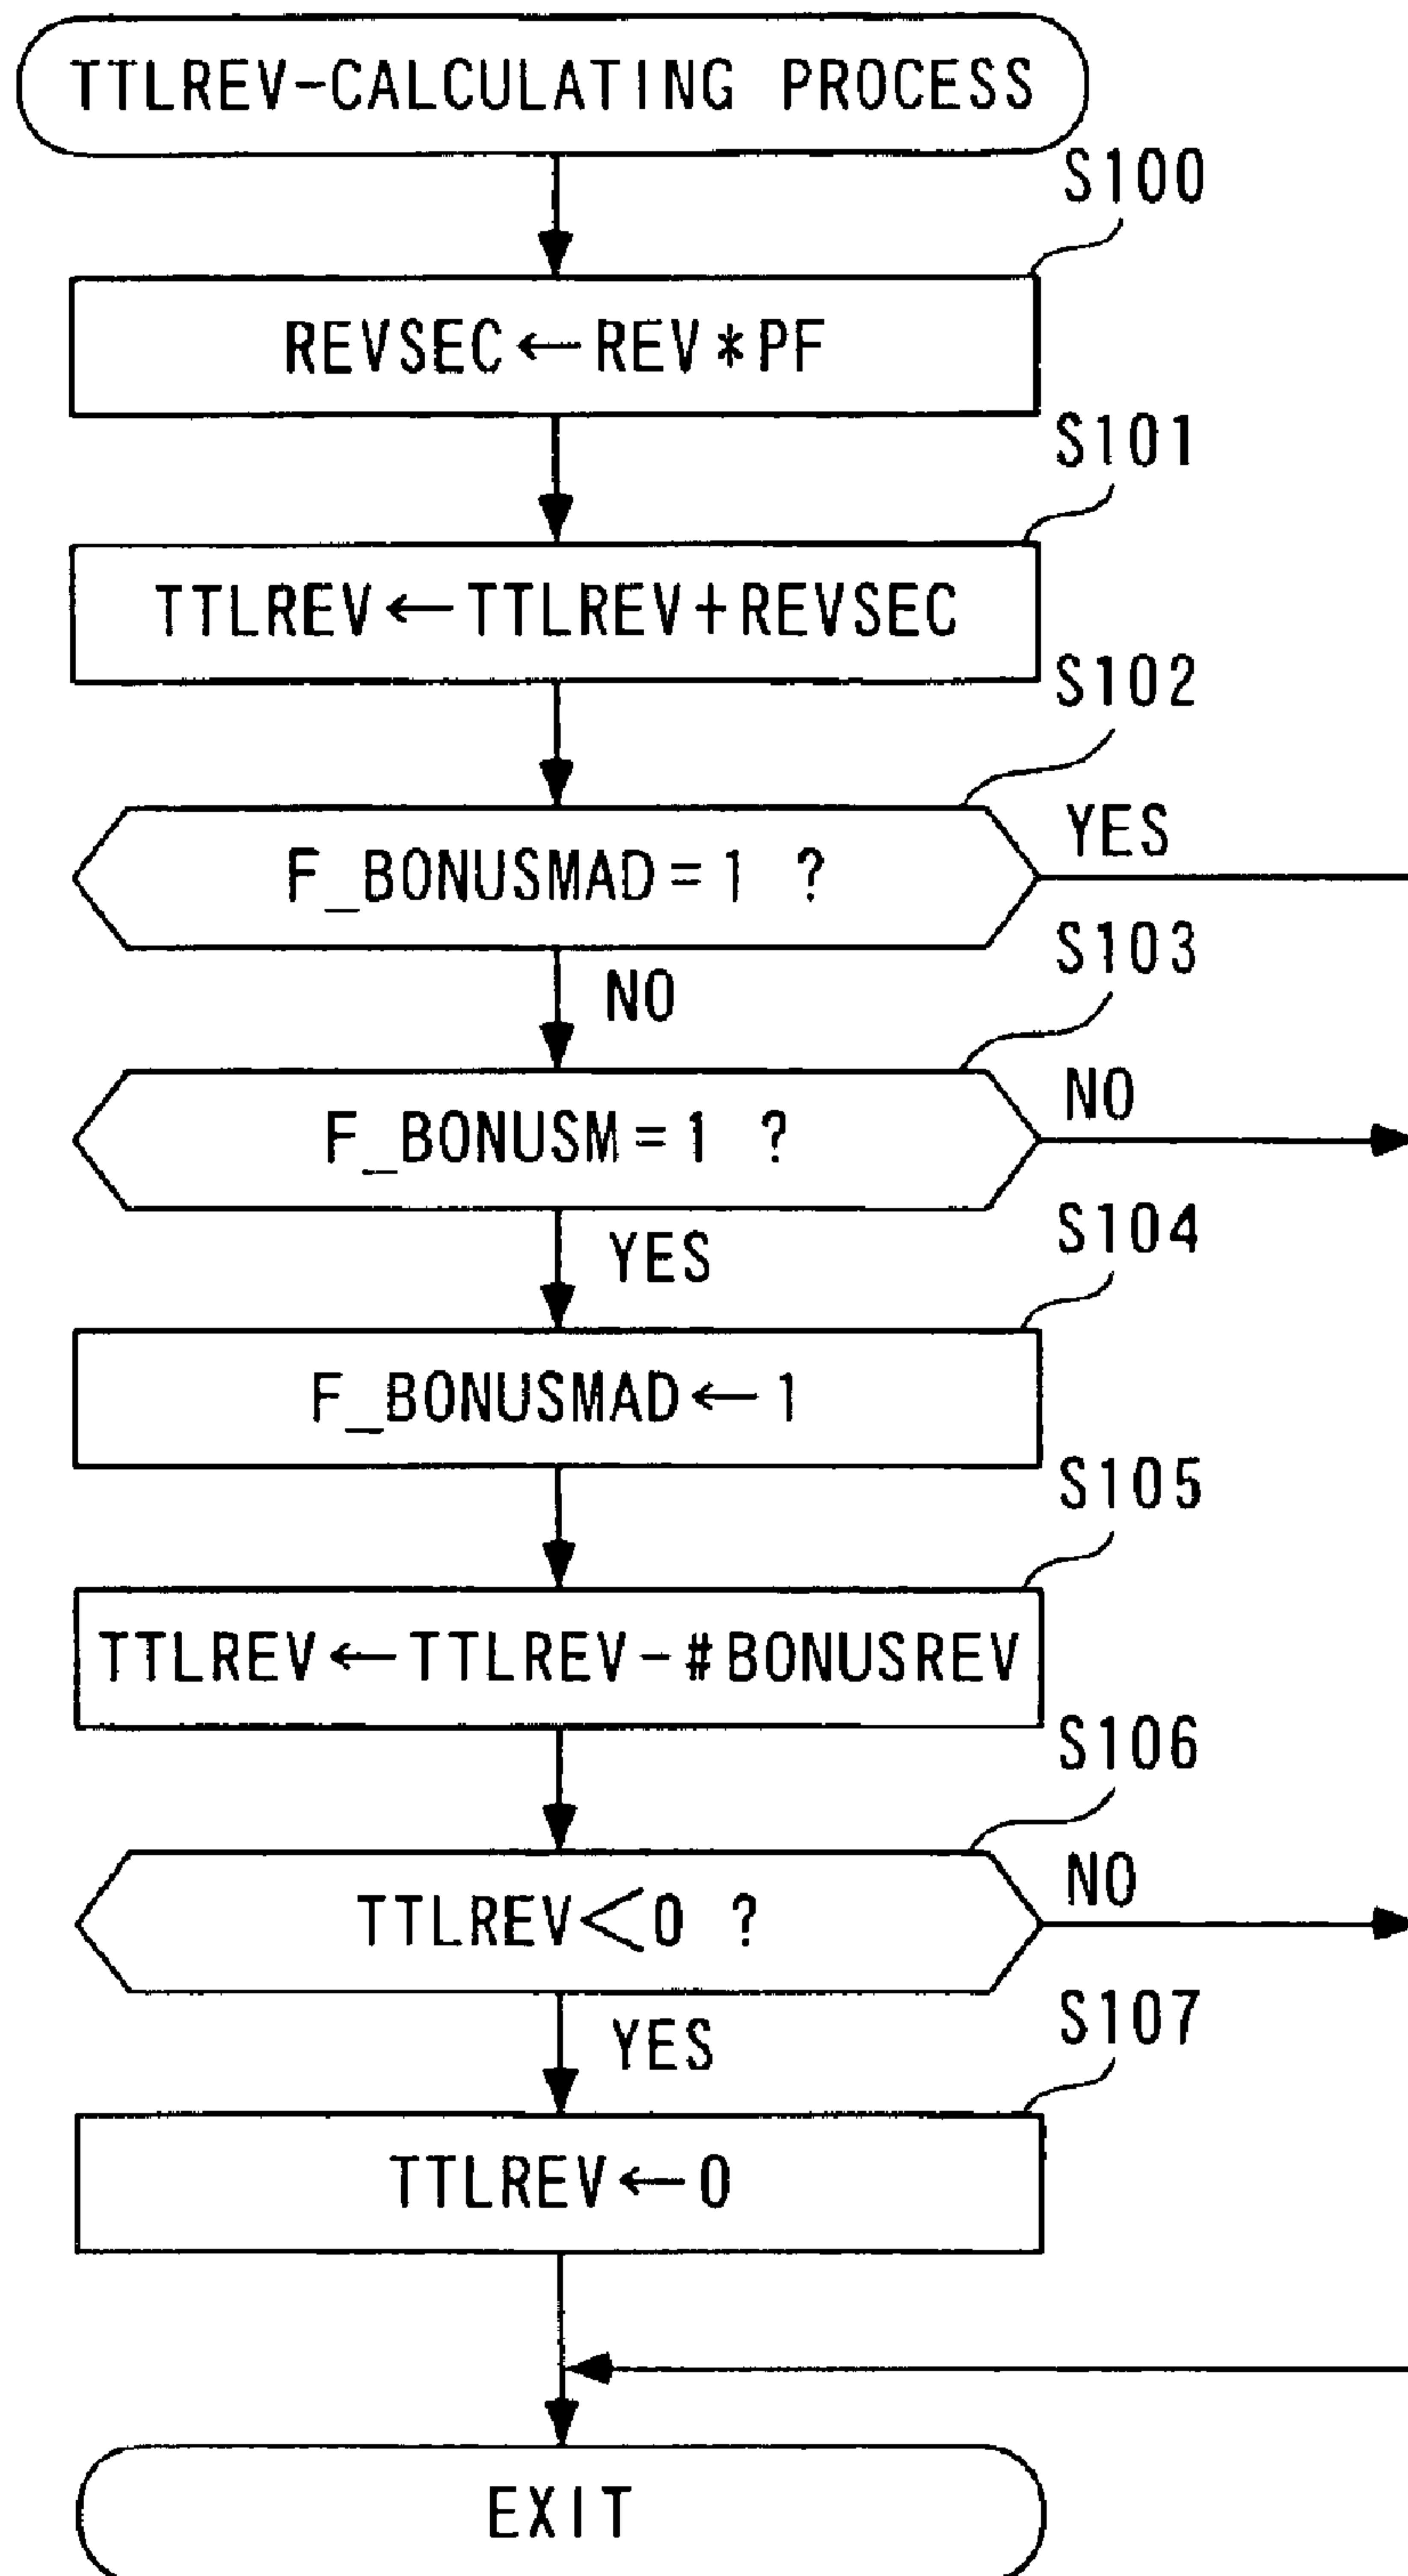 TTLREV-CALCULATING PROCESS
S100
REVSEC←REV*PF
S101
TTLREV←TTLREV+REVSEC
S102
F_BONUSMAD=1 ?
YES
NO
S103
F_BONUSM=1 ?
NO
YES
S104
F_BONUSMAD←1
S105
TTLREV←TTLREV-#BONUSREV
S106
TTLREV<0 ?
NO
YES
S107
TTLREV←0
EXIT